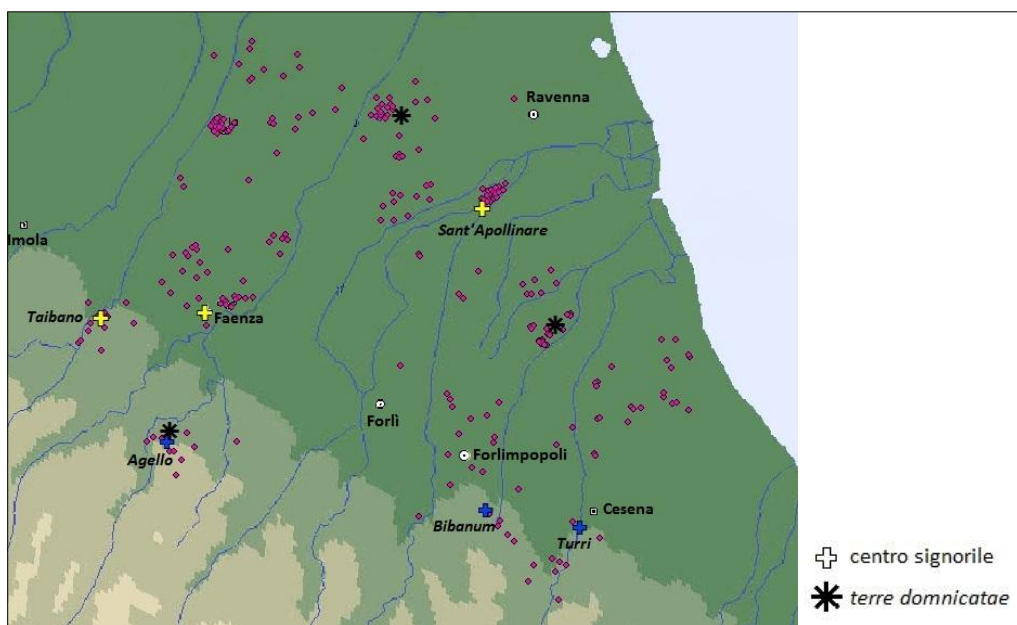 Ravenna
Sant'Apollinare
Imola
Taibano
Faenza
Forlì
Agello
Forlimpopoli
Bibanum
Cesena
Turri
centro signorile
terre domnicatae